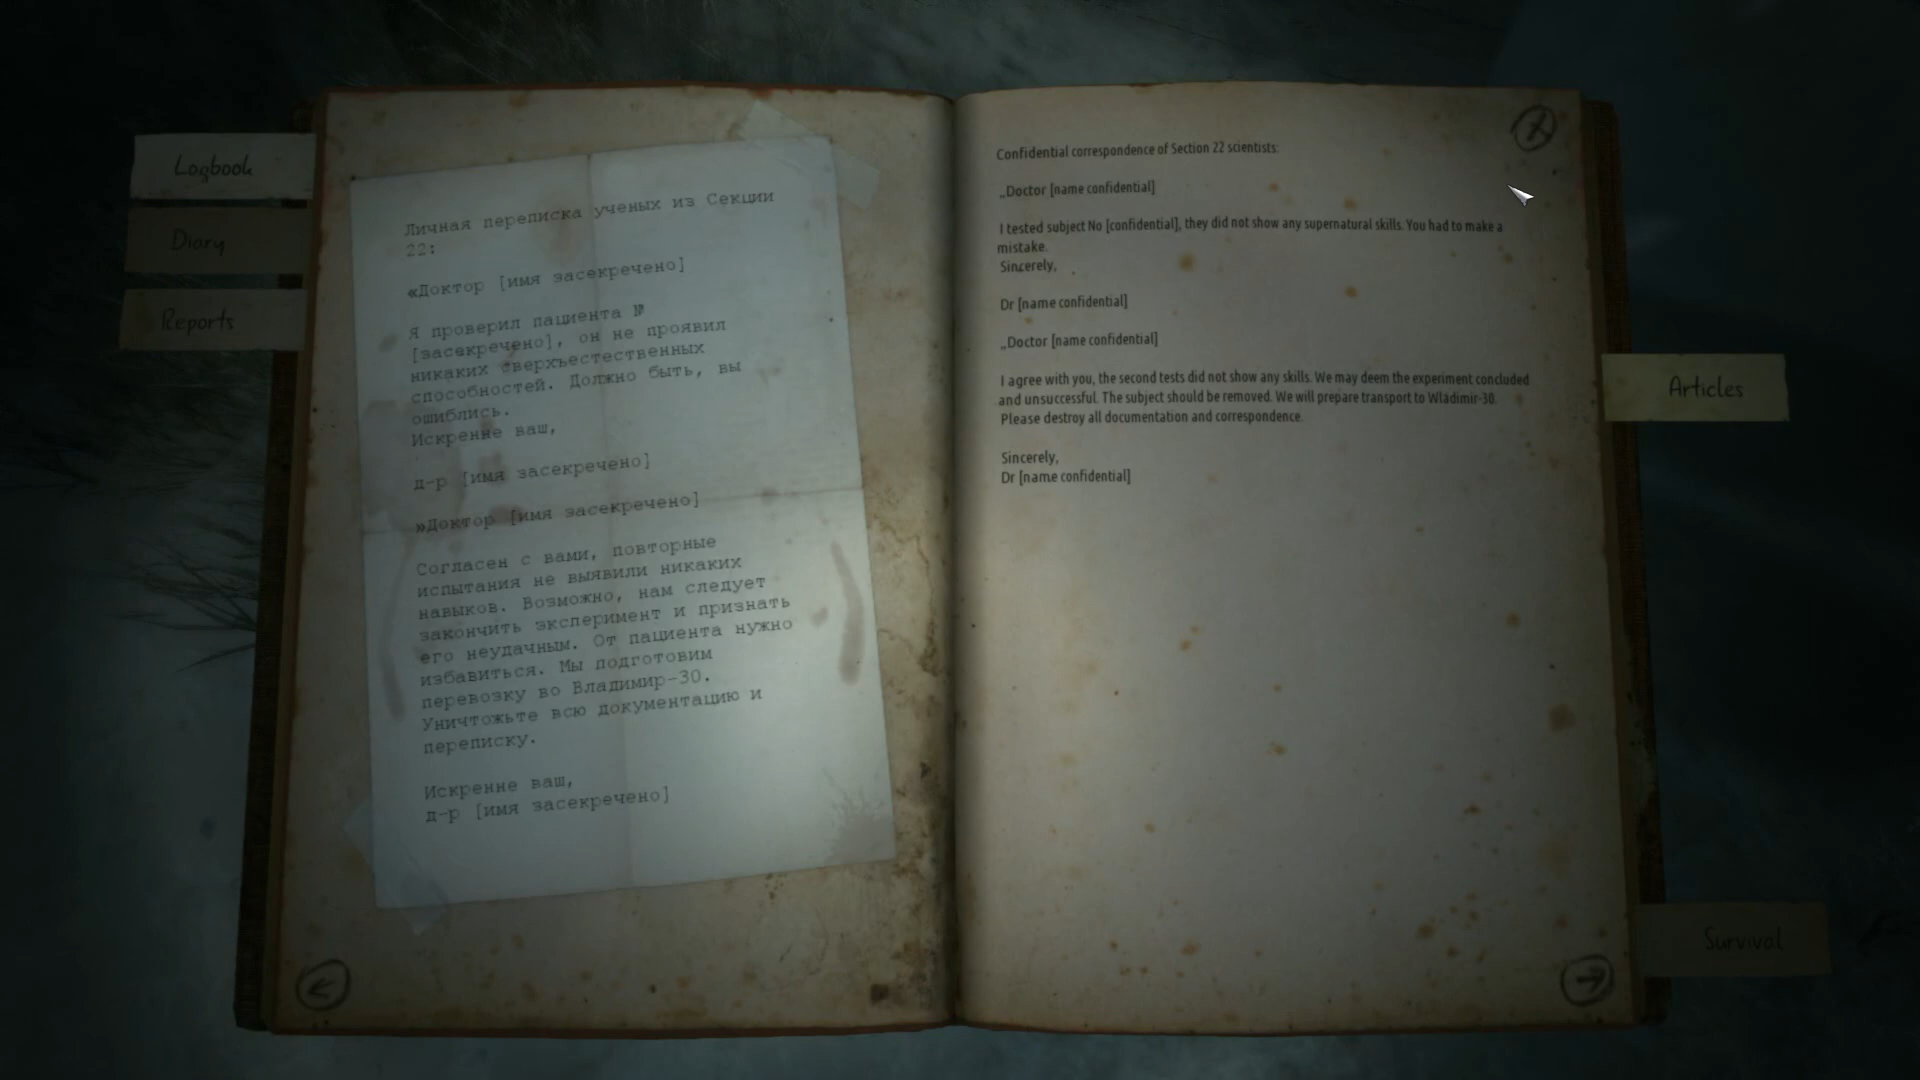 Logbook
Diary
Reports
Личная переписка ученых из Секции
22:
«Доктор [имя засекречено]
Я проверил пациента №
[засекречено], он не проявил
никаких сверхъестественных
способностей. Должно быть, вы
ошиблись.
Искренне ваш,
д-р [имя засекречено]
»Доктор [имя засекречено]
Согласен с вами, повторные
испытания не выявили никаких
навыков. Возможно, нам следует
закончить эксперимент и признать
его неудачным. От пациента нужно
избавиться. Мы подготовим
перевозку во Владимир-30.
Уничтожьте всю документацию и
переписку.
Искренне ваш,
д-р [имя засекречено]
Confidential correspondence of Section 22 scientists:
„Doctor [name confidential]
I tested subject No [confidential], they did not show any supernatural skills. You had to make a
mistake.
Sincerely,
Dr [name confidential]
„Doctor [name confidential]
I agree with you, the second tests did not show any skills. We may deem the experiment concluded
and unsuccessful. The subject should be removed. We will prepare transport to Wladimir-30.
Please destroy all documentation and correspondence.
Sincerely,
Dr [name confidential]
Articles
Survival